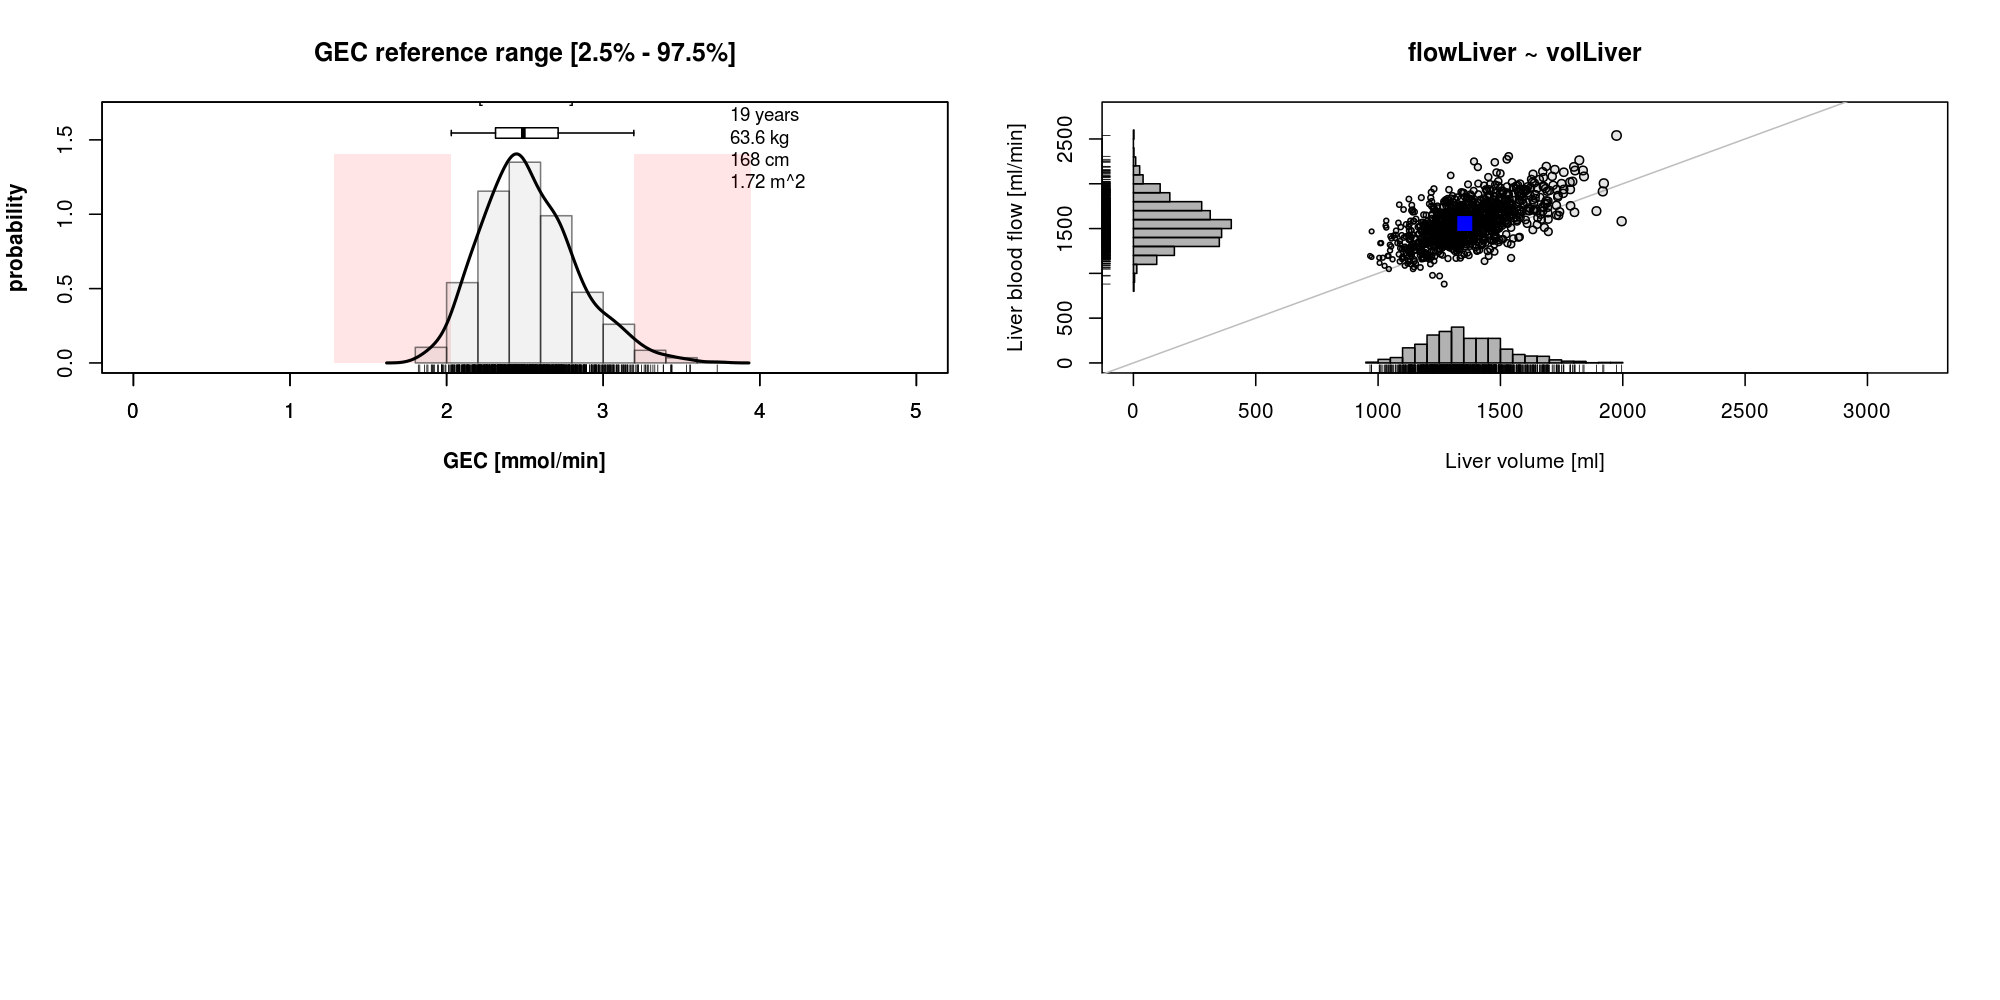 GEC reference range [2.5% - 97.5%]
19 years
63.6 kg
168 cm
1.72 m^2
probability
0.0
0.5
1.0
1.5
0 1 2 3 4 5
GEC [mmol/min]
flowLiver ~ volLiver
Liver blood flow [ml/min]
0
500
1500
2500
0 500 1000 1500 2000 2500 3000
Liver volume [ml]